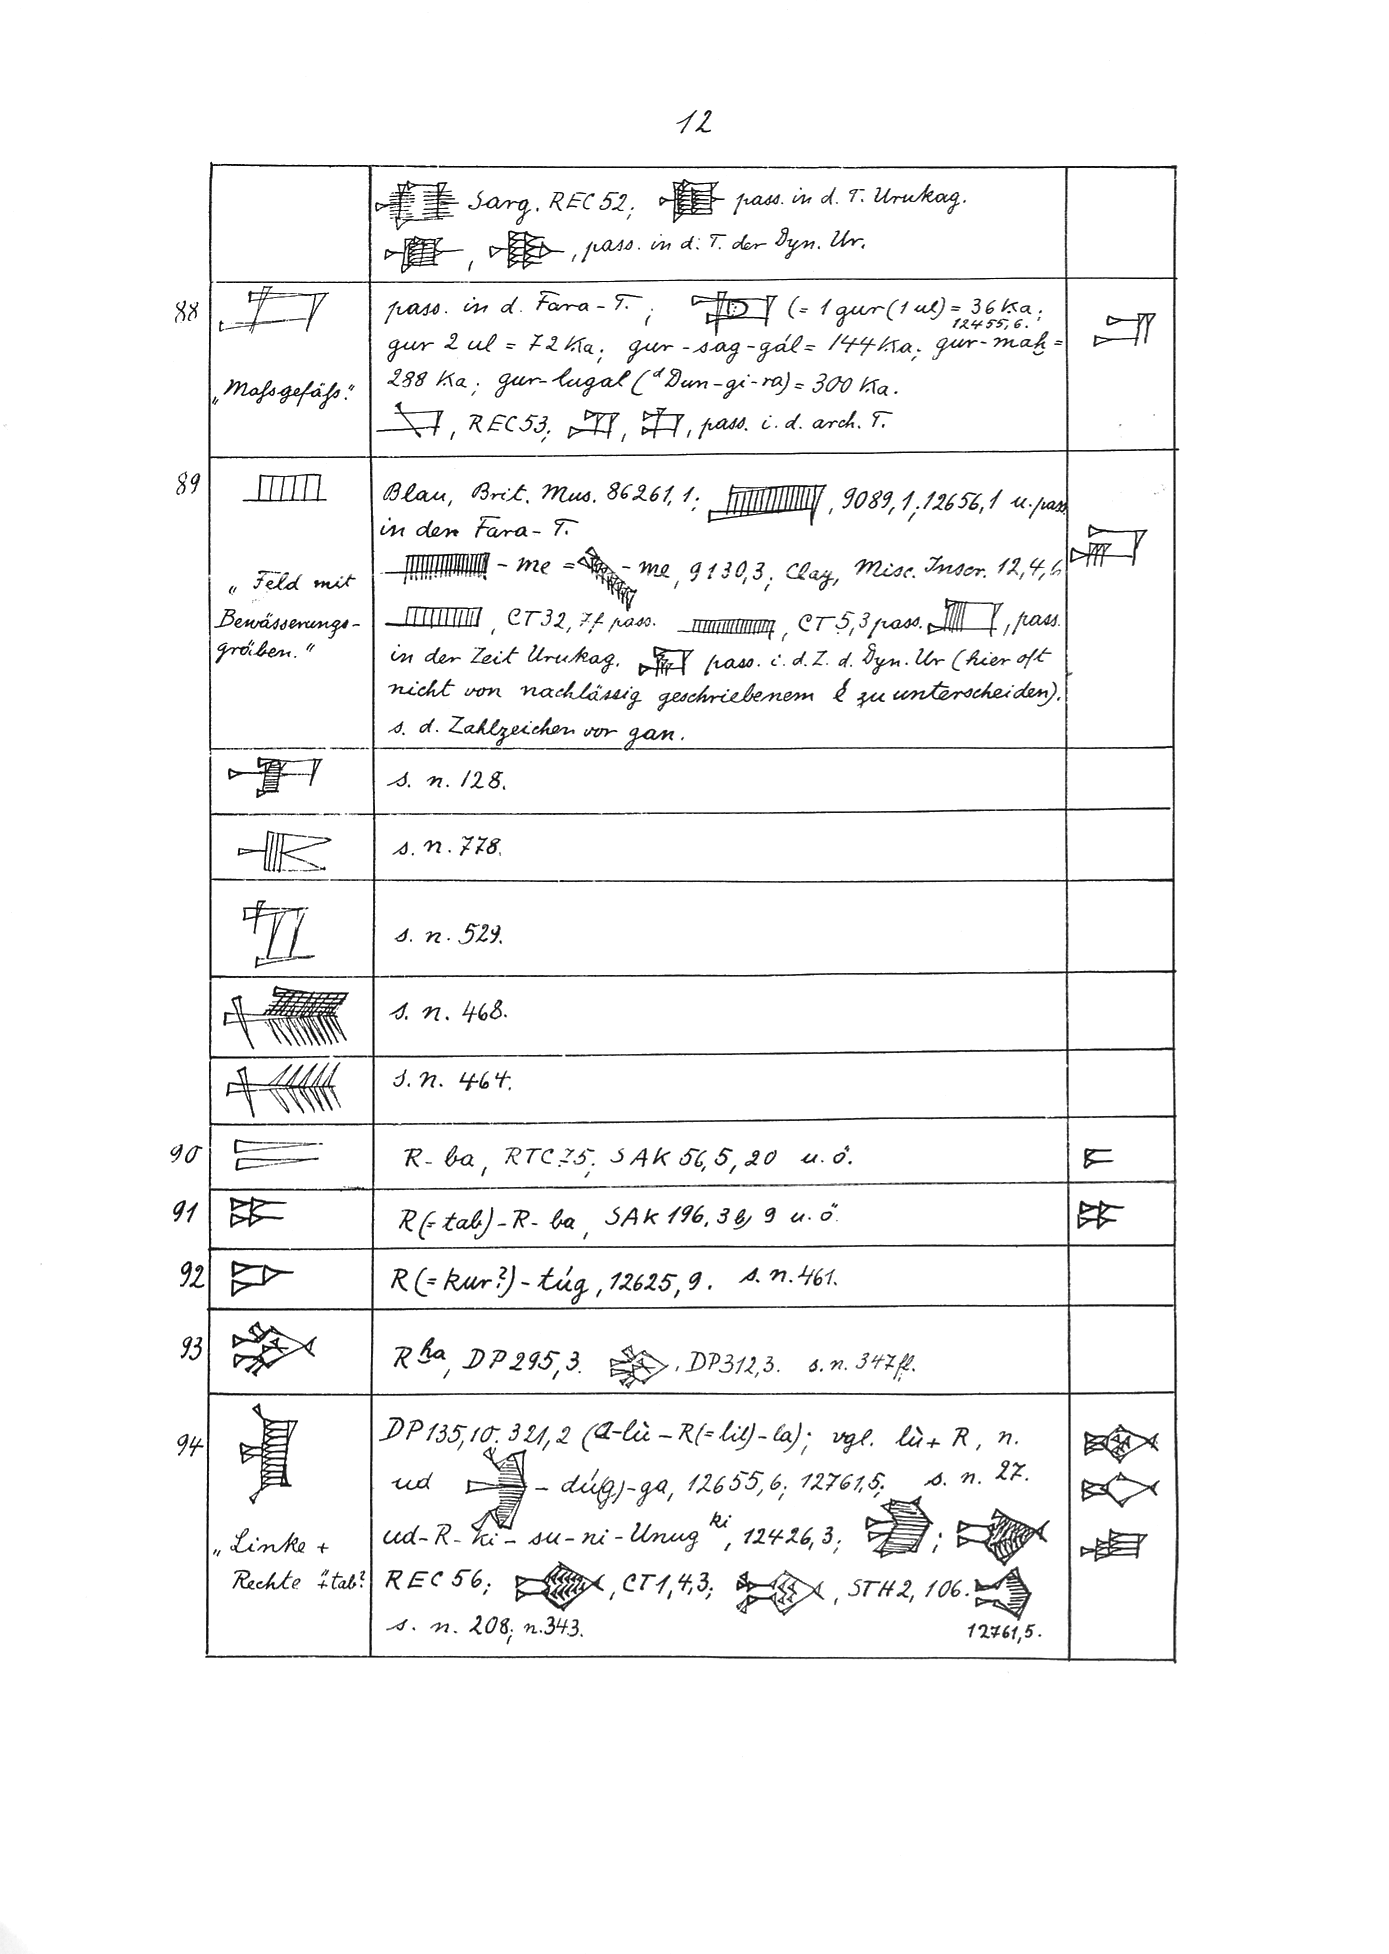 12
Sarg. REC 52; pass. in d. T. Urukag.
, , pass. in d. T. der Dyn. Ur.
88 pass. in d. Fara-T.; (= 1 gur (1 ul) = 36 Ka;
12455,6.
gur 2 ul = 72 Ka; gur-sag-gál = 144 Ka; gur-maḫ =
„Maſsgefäſs." 288 Ka; gur-lugal (ᵈDun-gi-ra) = 300 Ka.
, REC 53; , , pass. i. d. arch. T.
89 Blau, Brit. Mus. 86261,1; , 9089,1; 12656,1 u. pass.
in den Fara-T.
-me = -me, 9130,3; Clay, Misc. Inscr. 12,4,6
„Feld mit
Bewässerungs-
gräben."
, CT 32, 7f pass. , CT 5,3 pass. , pass.
in der Zeit Urukag. pass. i. d. Z. d. Dyn. Ur (hier oft
nicht von nachlässig geschriebenem é zu unterscheiden).
s. d. Zahlzeichen vor gan.
s. n. 128.
s. n. 778.
s. n. 529.
s. n. 468.
s. n. 464.
90 R-ba, RTC 75; SAK 56,5,20 u. ö.
91 R(=tab)-R-ba, SAK 196,3b,9 u. ö.
92 R(=kur?)-túg, 12625,9. s. n. 461.
93 R ḫa, DP 295,3. , DP 312,3. s. n. 347ff.
94 DP 135,10. 321,2 (a-lù-R(=lil)-la); vgl. lù+R, n.
ud -dú(g)-ga, 12655,6; 12761,5; s. n. 27.
„Linke +
Rechte"+tab?
ud-R-ki-su-ni-Unug ki, 12426,3; ;
REC 56; , CT 1,4,3; , STH 2, 106.
s. n. 208; n. 343. 12761,5.